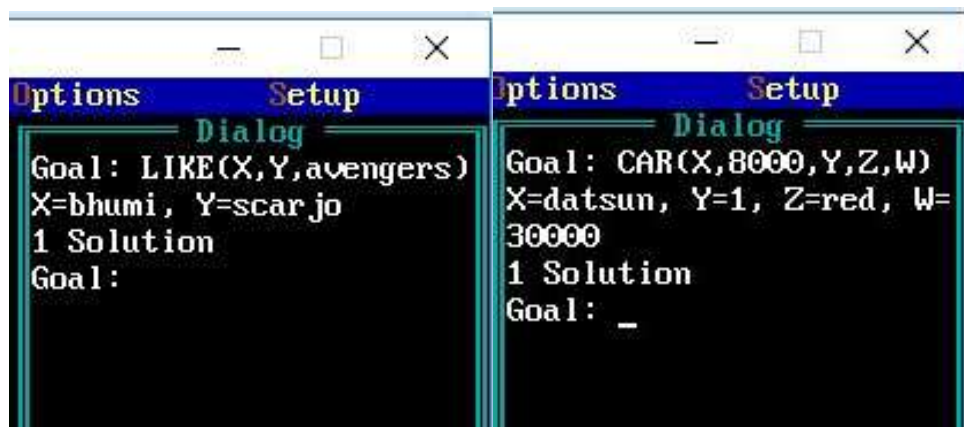 Options Setup
Dialog
Goal: LIKE(X,Y,avengers)
X=bhumi, Y=scarjo
1 Solution
Goal:
Options Setup
Dialog
Goal: CAR(X,8000,Y,Z,W)
X=datsun, Y=1, Z=red, W=
30000
1 Solution
Goal: _